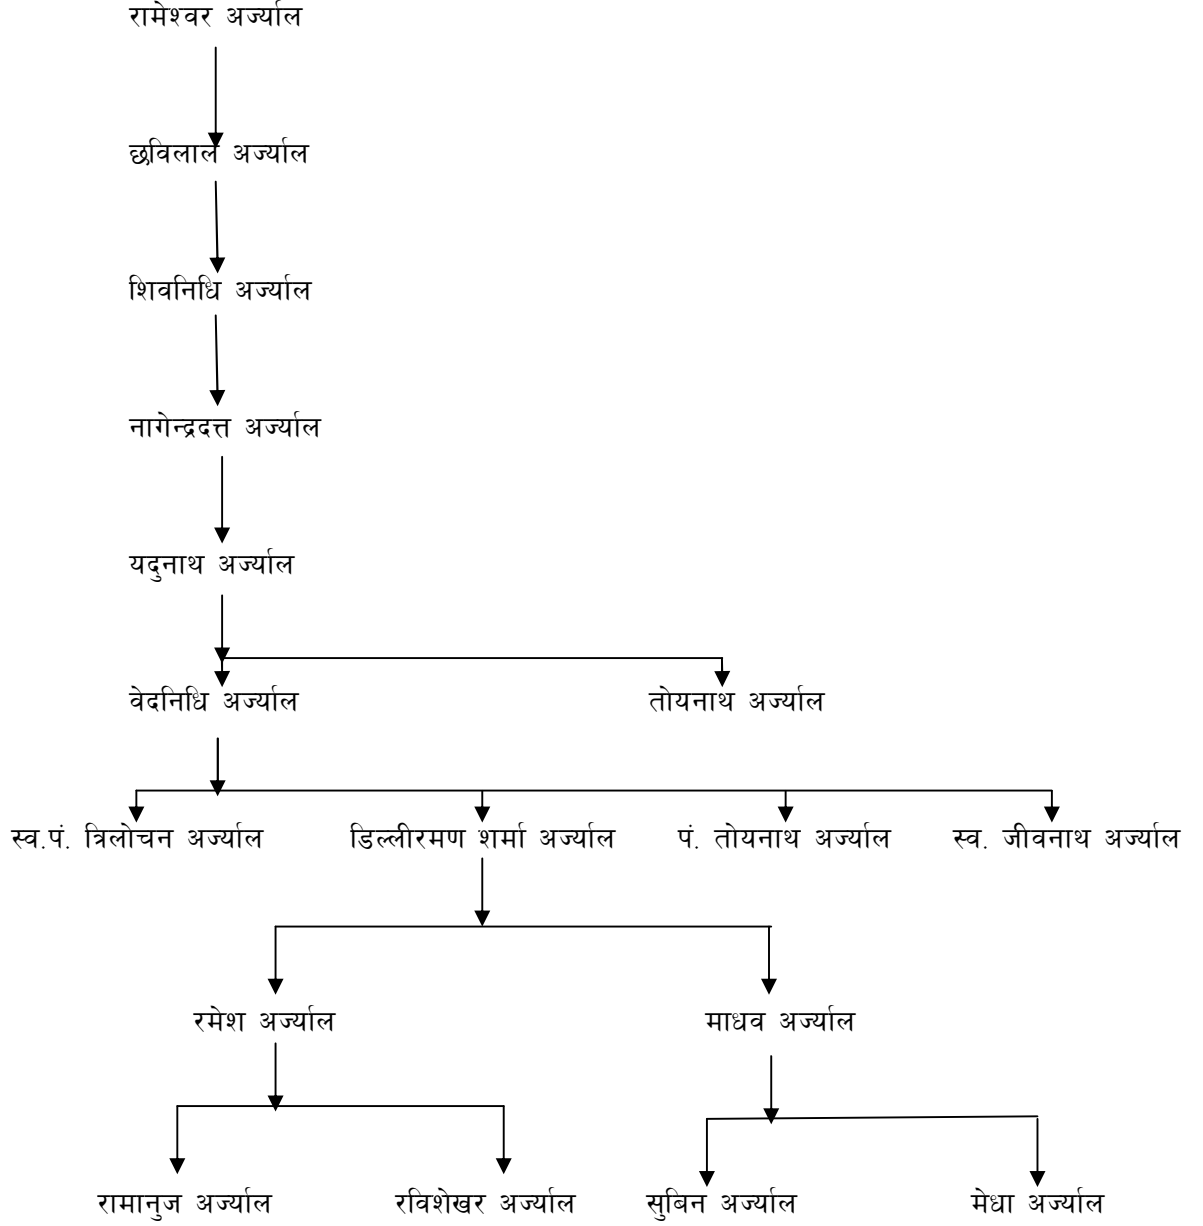 रामेश्वर अर्ज्याल
छविलाल अर्ज्याल
शिवनिधि अर्ज्याल
नागेन्द्रदत्त अर्ज्याल
यदुनाथ अर्ज्याल
वेदनिधि अर्ज्याल तोयनाथ अर्ज्याल
स्व.पं. त्रिलोचन अर्ज्याल डिल्लीरमण शर्मा अर्ज्याल पं. तोयनाथ अर्ज्याल स्व. जीवनाथ अर्ज्याल
रमेश अर्ज्याल माधव अर्ज्याल
रामानुज अर्ज्याल रविशेखर अर्ज्याल सुबिन अर्ज्याल मेधा अर्ज्याल